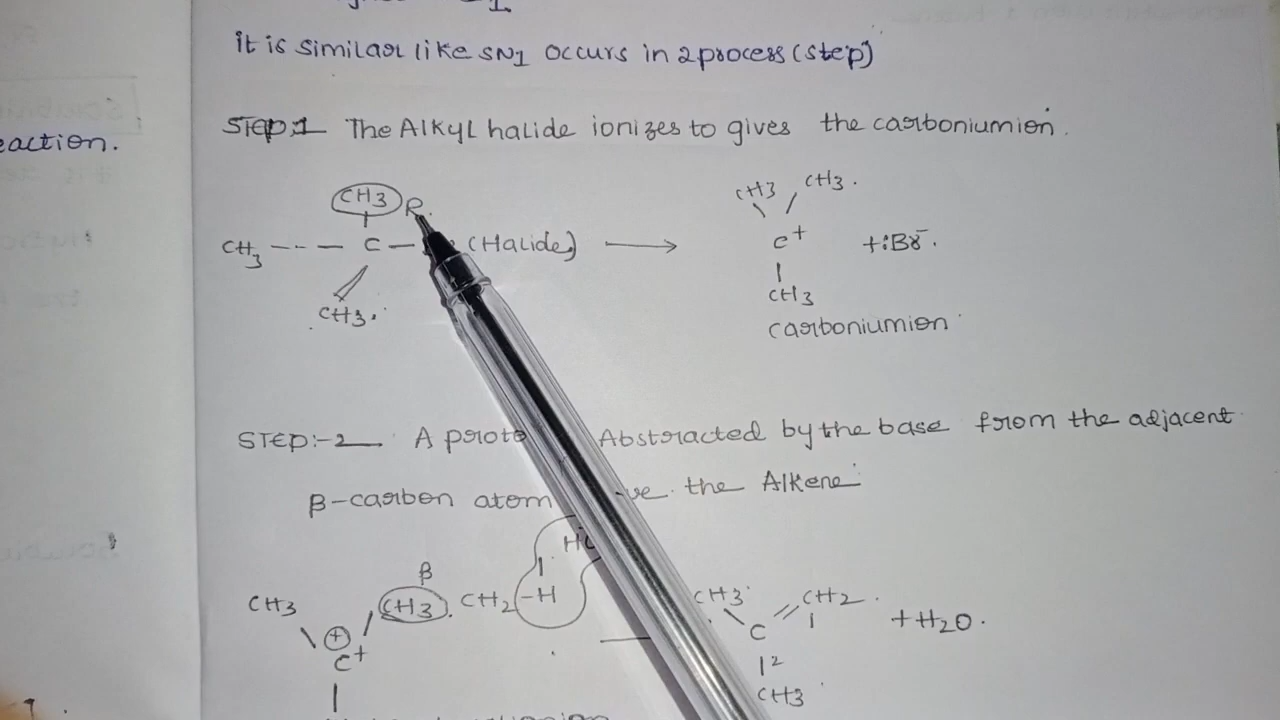 it is similar like SN1 occurs in 2 process (step)
eaction.
STEP:1 The Alkyl halide ionizes to gives the carboniumion.
CH3 R CH3 CH3.
CH3 --- C — (Halide) → C+ + :Br-.
CH3. CH3
carboniumion
STEP:-2 A proto Abstracted by the base from the adjacent
β-carbon atom ve the Alkene
β
CH3 CH3. CH2 -H CH3 CH2.
+ C+ C + H2O.
CH3